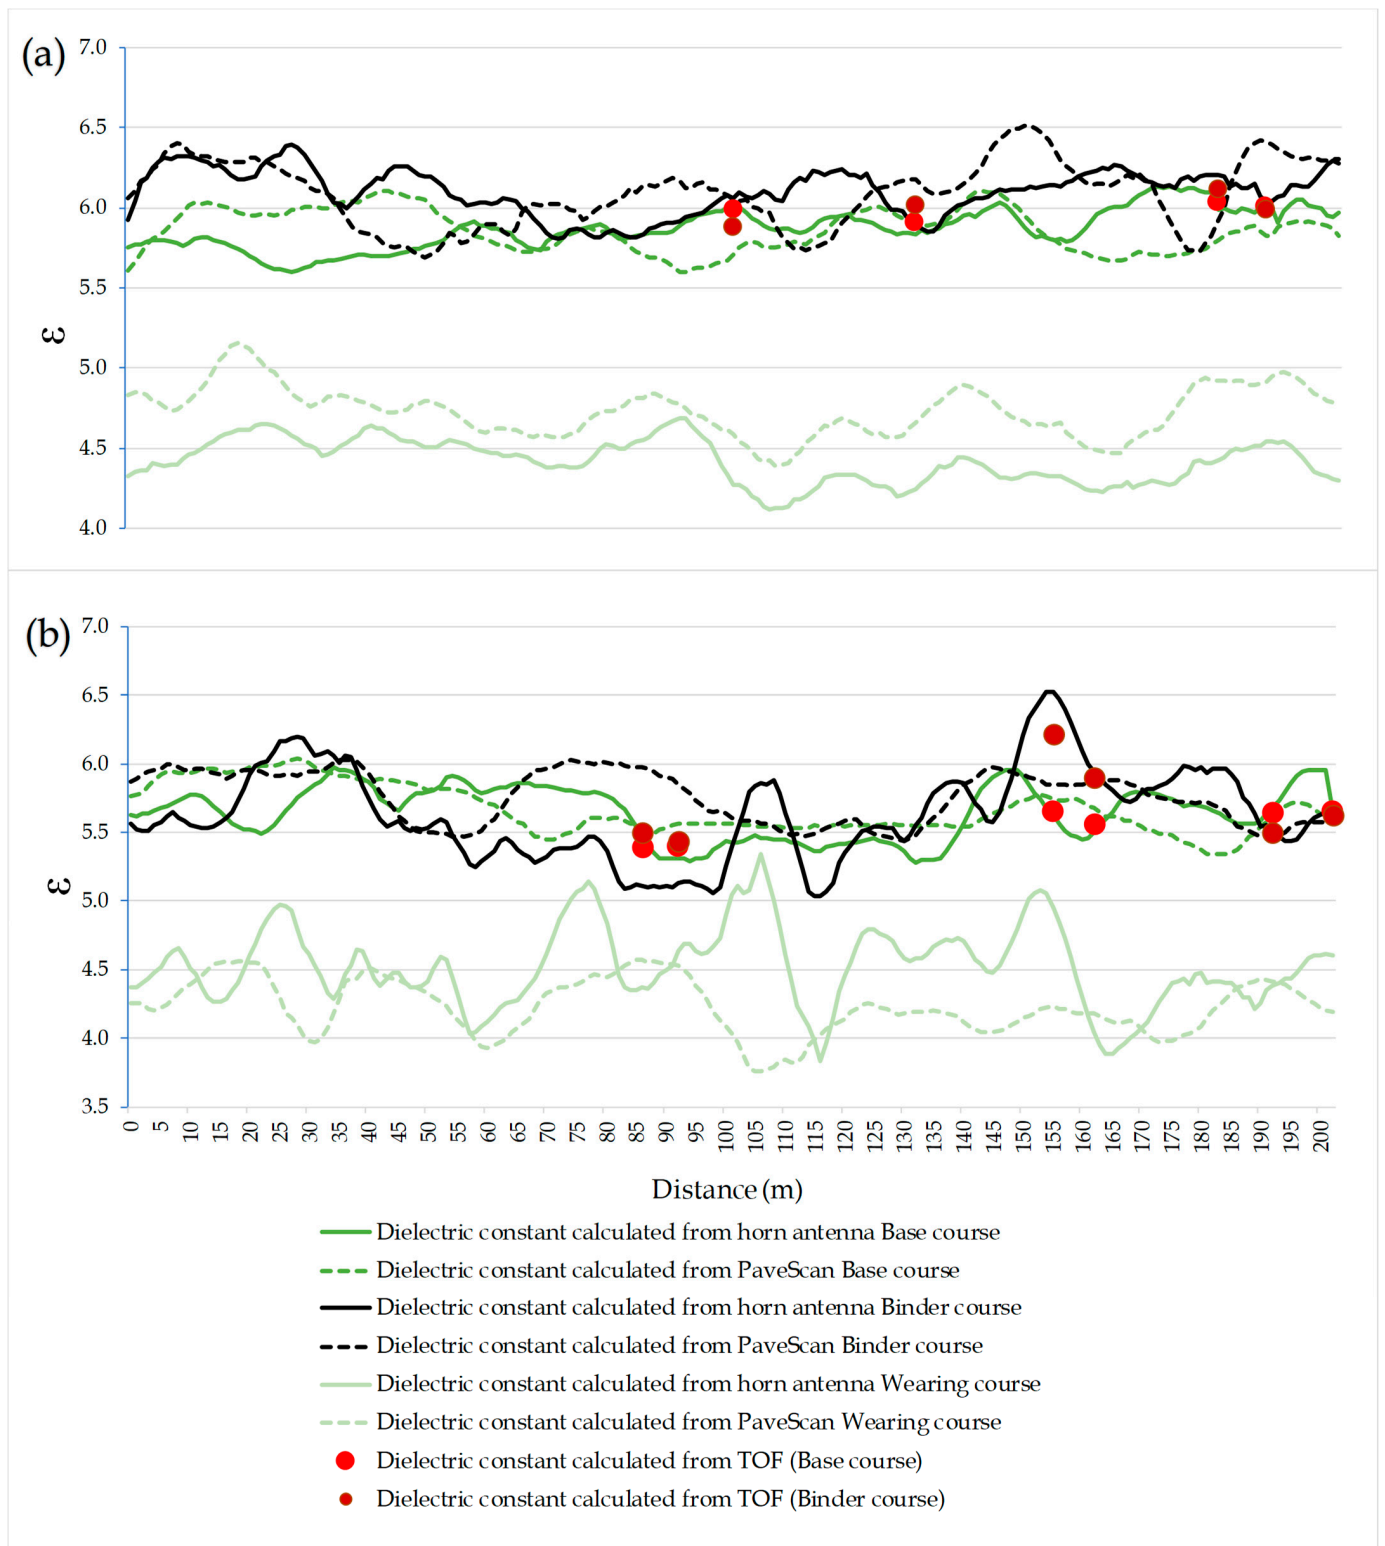 (a)
7.0
6.5
6.0
5.5
5.0
4.5
4.0
ε
(b)
7.0
6.5
6.0
5.5
5.0
4.5
4.0
3.5
ε
0 5 10 15 20 25 30 35 40 45 50 55 60 65 70 75 80 85 90 95 100 105 110 115 120 125 130 135 140 145 150 155 160 165 170 175 180 185 190 195 200
Distance (m)
Dielectric constant calculated from horn antenna Base course
Dielectric constant calculated from PaveScan Base course
Dielectric constant calculated from horn antenna Binder course
Dielectric constant calculated from PaveScan Binder course
Dielectric constant calculated from horn antenna Wearing course
Dielectric constant calculated from PaveScan Wearing course
Dielectric constant calculated from TOF (Base course)
Dielectric constant calculated from TOF (Binder course)